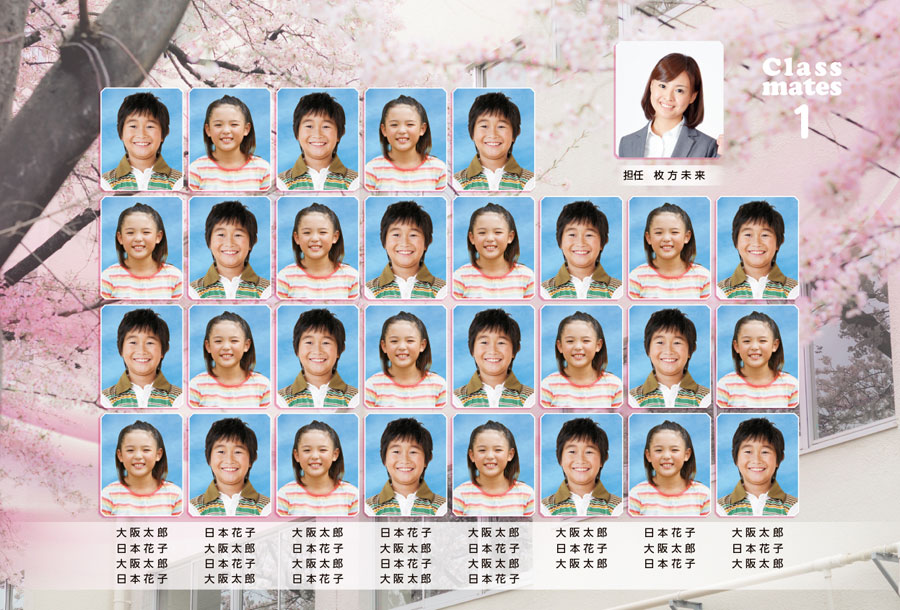 Class
mates
1
担任 枚方未来
大阪太郎 日本花子 大阪太郎 日本花子 大阪太郎 大阪太郎 日本花子 大阪太郎
日本花子 大阪太郎 日本花子 大阪太郎 日本花子 日本花子 大阪太郎 日本花子
大阪太郎 日本花子 大阪太郎 日本花子 大阪太郎 大阪太郎 日本花子 大阪太郎
日本花子 大阪太郎 日本花子 大阪太郎 日本花子